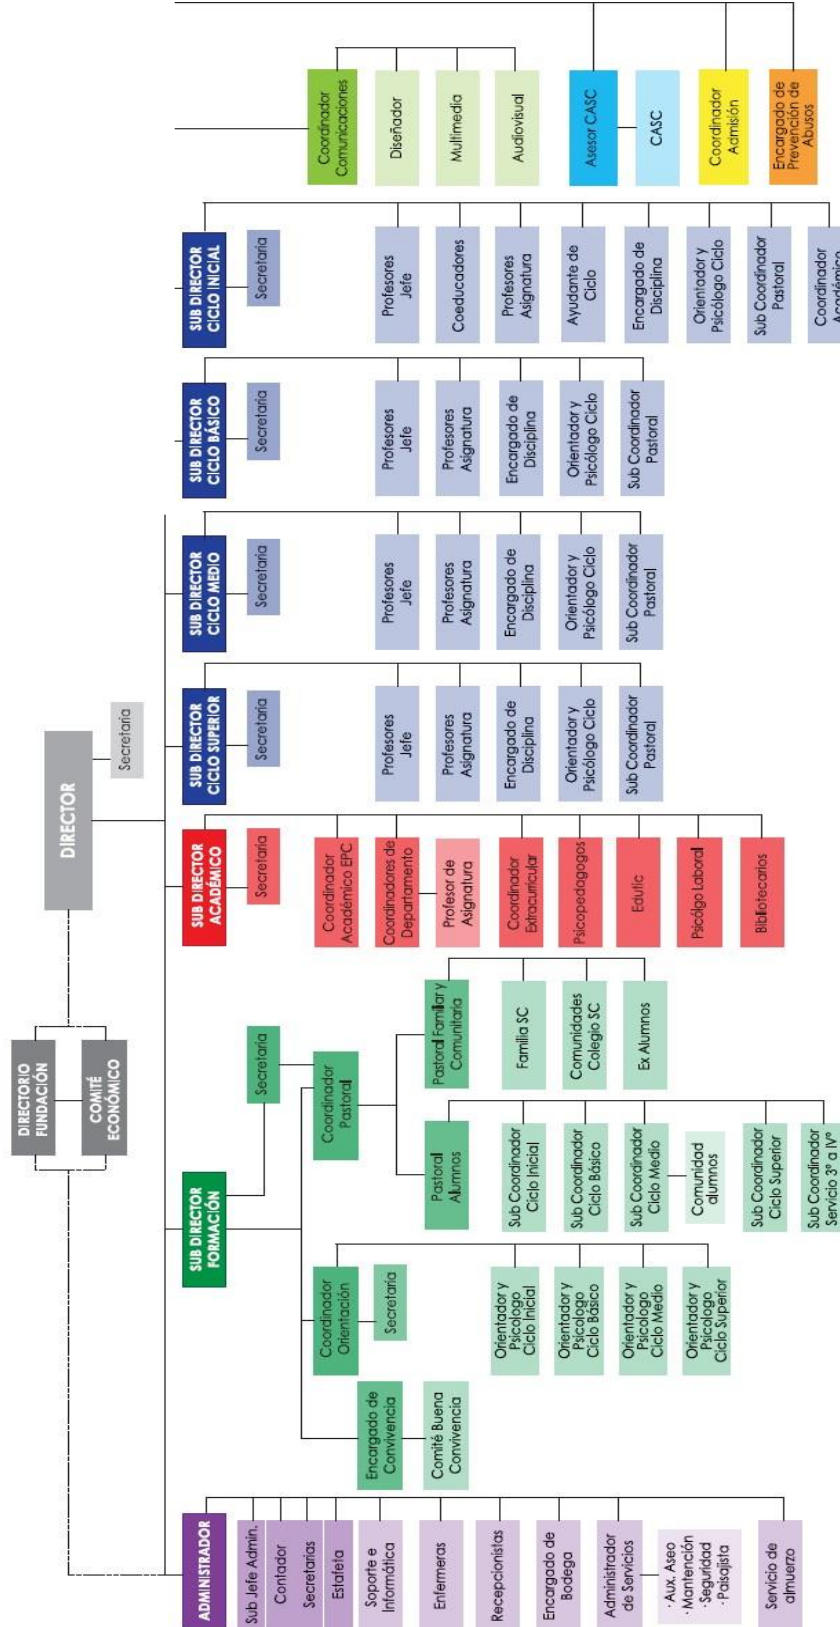 DIRECTORIO
FUNDACIÓN
COMITÉ
ECONÓMICO
DIRECTOR
Secretaria
ADMINISTRADOR
Sub Jefe Admin.
Contador
Secretarias
Estafeta
Soporte e
Informática
Enfermeras
Recepcionistas
Encargado de
Bodega
Administrador
de Servicios
· Aux. Aseo
· Mantención
· Seguridad
· Paisajista
Servicio de
almuerzo
SUB DIRECTOR
FORMACIÓN
Secretaria
Encargado de
Convivencia
Comité Buena
Convivencia
Coordinador
Orientación
Secretaria
Orientador y
Psicologo
Ciclo Inicial
Orientador y
Psicologo
Ciclo Básico
Orientador y
Psicologo
Ciclo Medio
Orientador y
Psicologo
Ciclo Superior
Coordinador
Pastoral
Pastoral
Alumnos
Sub Coordinador
Ciclo Inicial
Sub Coordinador
Ciclo Básico
Sub Coordinador
Ciclo Medio
Comunidad
alumnos
Sub Coordinador
Ciclo Superior
Sub Coordinador
Servicio 3° a IV°
Pastoral Familiar y
Comunitaria
Familia SC
Comunidades
Colegio SC
Ex Alumnos
SUB DIRECTOR
ACADÉMICO
Secretaria
Coordinador
Académico EPC
Coordinadores de
Departamento
Profesor de
Asignatura
Coordinador
Extracurricular
Psicopedagogos
Edutic
Psicólgo Laboral
Bibliotecarios
SUB DIRECTOR
CICLO SUPERIOR
Secretaria
Profesores
Jefe
Profesores
Asignatura
Encargado de
Disciplina
Orientador y
Psicólogo Ciclo
Sub Coordinador
Pastoral
SUB DIRECTOR
CICLO MEDIO
Secretaria
Profesores
Jefe
Profesores
Asignatura
Encargado de
Disciplina
Orientador y
Psicólogo Ciclo
Sub Coordinador
Pastoral
SUB DIRECTOR
CICLO BÁSICO
Secretaria
Profesores
Jefe
Profesores
Asignatura
Encargado de
Disciplina
Orientador y
Psicólogo Ciclo
Sub Coordinador
Pastoral
SUB DIRECTOR
CICLO INICIAL
Secretaria
Profesores
Jefe
Coeducadores
Profesores
Asignatura
Ayudante de
Ciclo
Encargado de
Disciplina
Orientador y
Psicólogo Ciclo
Sub Coordinador
Pastoral
Coordinador
Académico
Coordinador
Comunicaciones
Diseñador
Multimedia
Audiovisual
Asesor CASC
CASC
Coordinador
Admisión
Encargado de
Prevención de
Abusos